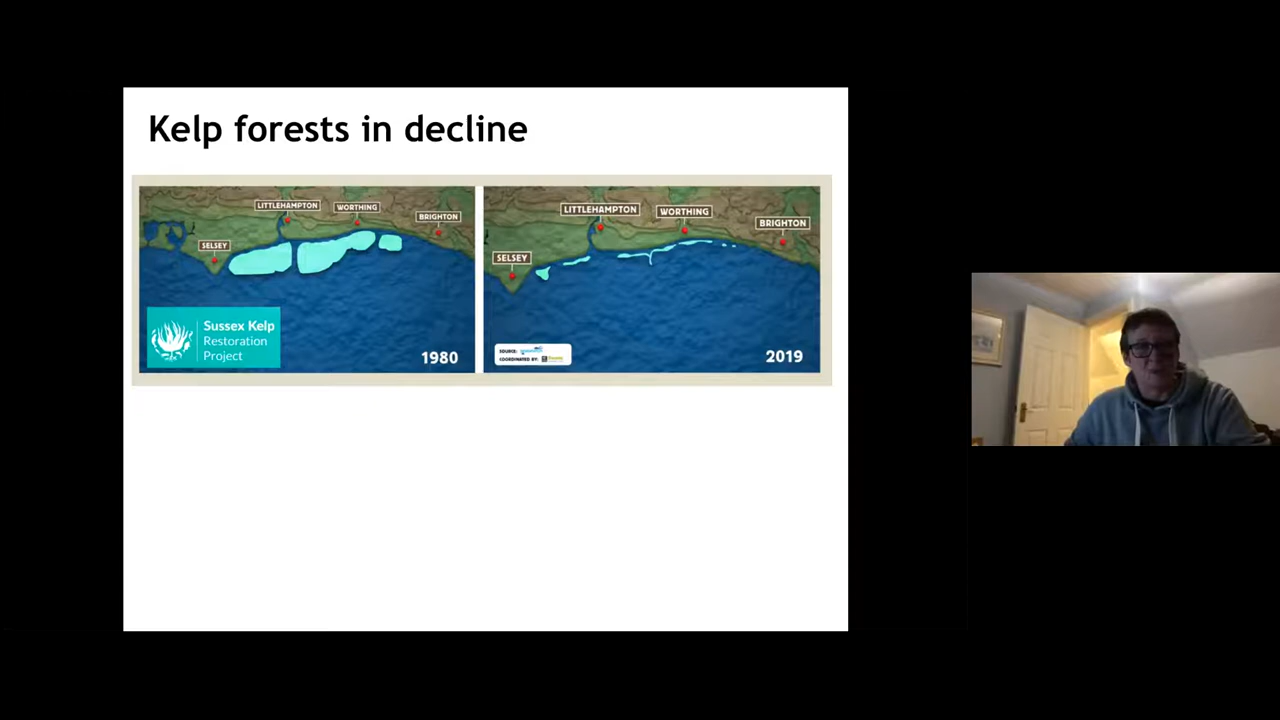 Kelp forests in decline
LITTLEHAMPTON
WORTHING
BRIGHTON
SELSEY
Sussex Kelp
Restoration
Project
1980
LITTLEHAMPTON
WORTHING
BRIGHTON
SELSEY
SOURCE:
COORDINATED BY:
2019